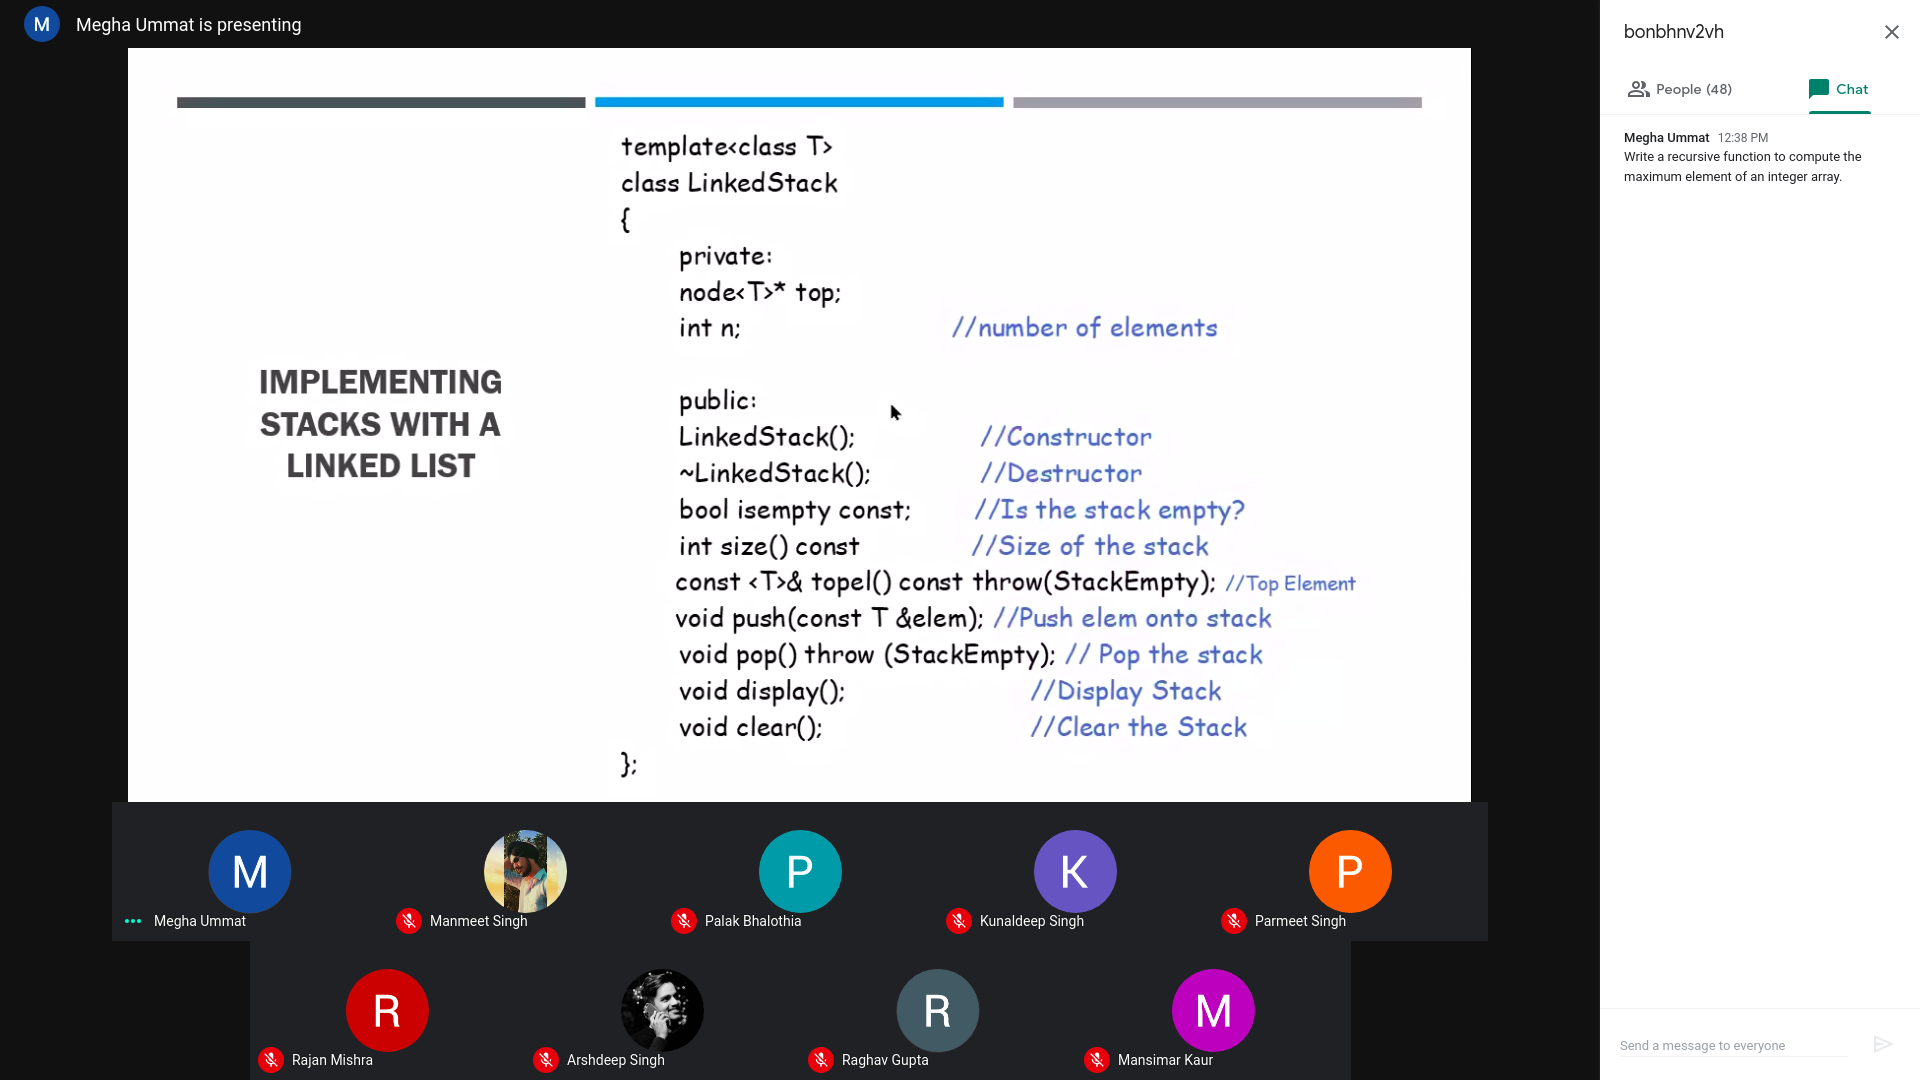 M Megha Ummat is presenting
IMPLEMENTING
STACKS WITH A
LINKED LIST
template<class T>
class LinkedStack
{
private:
node<T>* top;
int n; //number of elements
public:
LinkedStack(); //Constructor
~LinkedStack(); //Destructor
bool isempty const; //Is the stack empty?
int size() const //Size of the stack
const <T>& topel() const throw(StackEmpty); //Top Element
void push(const T &elem); //Push elem onto stack
void pop() throw (StackEmpty); // Pop the stack
void display(); //Display Stack
void clear(); //Clear the Stack
};
M P K P
Megha Ummat Manmeet Singh Palak Bhalothia Kunaldeep Singh Parmeet Singh
R R M
Rajan Mishra Arshdeep Singh Raghav Gupta Mansimar Kaur
bonbhnv2vh
People (48) Chat
Megha Ummat 12:38 PM
Write a recursive function to compute the
maximum element of an integer array.
Send a message to everyone